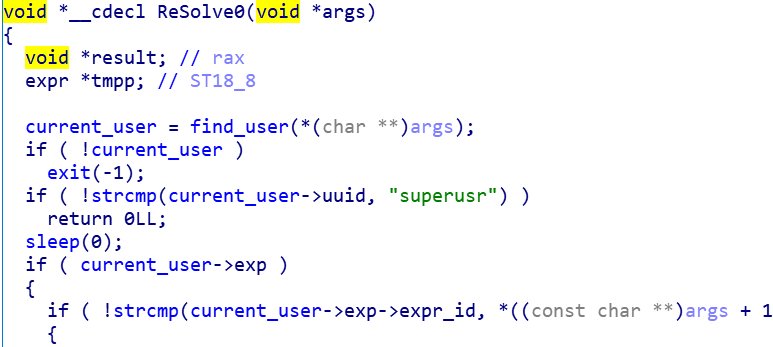 void *__cdecl ReSolve0(void *args)
{
void *result; // rax
expr *tmpp; // ST18_8
current_user = find_user(*(char **)args);
if ( !current_user )
exit(-1);
if ( !strcmp(current_user->uuid, "superusr") )
return 0LL;
sleep(0);
if ( current_user->exp )
{
if ( !strcmp(current_user->exp->expr_id, *((const char **)args + 1
{